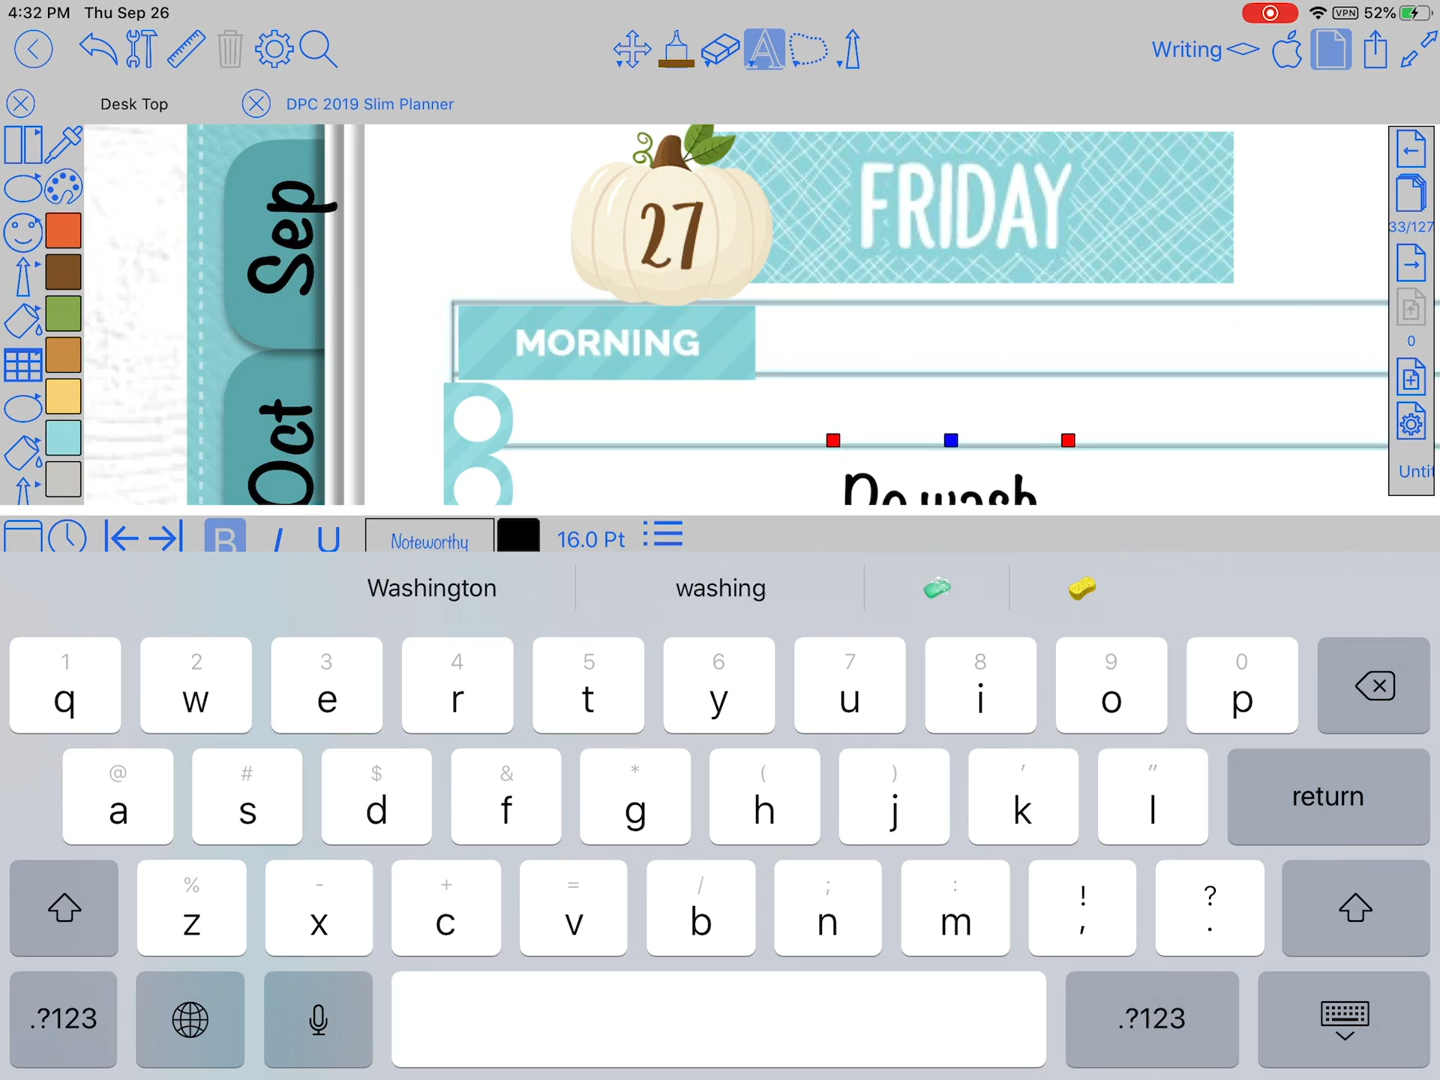 4:32 PM Thu Sep 26
VPN 52%
Writing
Desk Top
DPC 2019 Slim Planner
Sep
Oct
27
FRIDAY
MORNING
Do wash
33/127
0
Unti
B I U Noteworthy 16.0 Pt
Washington washing
1 2 3 4 5 6 7 8 9 0
q w e r t y u i o p
@ # $ & * ( ) ' "
a s d f g h j k l return
% - + = / ; : ! ?
z x c v b n m , .
.?123 .?123